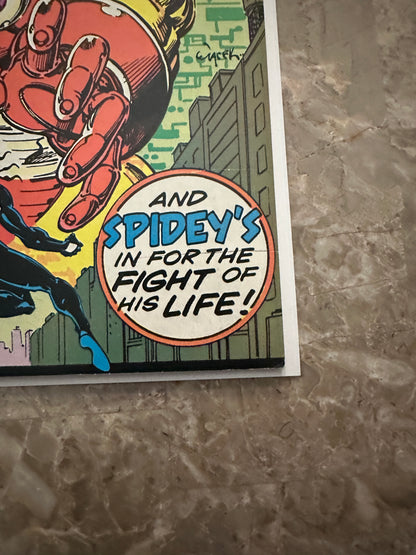 AND
SPIDEY'S
IN FOR THE
FIGHT OF
HIS LIFE!